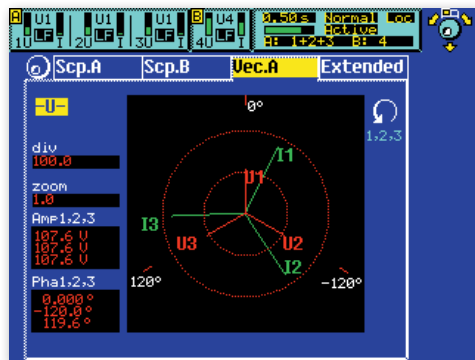 A U1 U1 U1 B U4 0.50s Normal Loc
LF LF LF LF Active
1U I 2U I 3U I 4U I A: 1+2+3 B: 4
Scp.A Scp.B Vec.A Extended
-U-
0°
1,2,3
div
100.0
zoom
1.0
Amp1,2,3
107.6 V
107.6 V
107.6 V
Pha1,2,3
0.000°
-120.0°
119.6°
I1
U1
I3
U3
U2
I2
120°
-120°